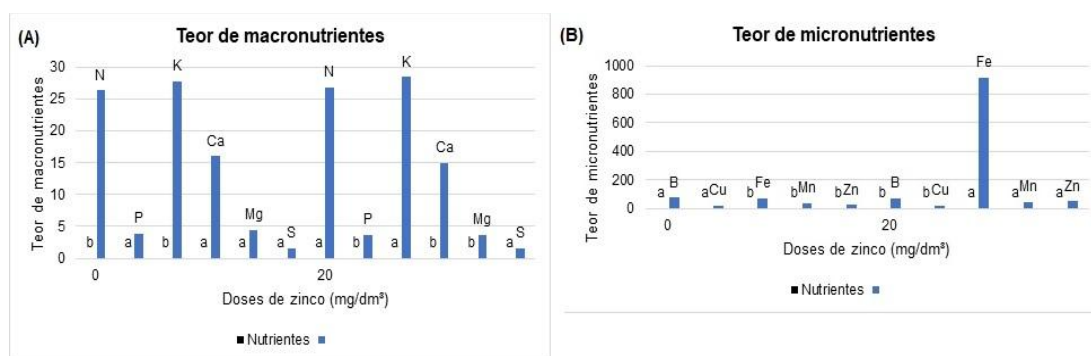 (A)
Teor de macronutrientes
Teor de macronutrientes
30
25
20
15
10
5
0
N
P
K
Ca
Mg
S
N
P
K
Ca
Mg
S
b a b a a a a b a b b a
0 20
Doses de zinco (mg/dm³)
Nutrientes
(B)
Teor de micronutrientes
Teor de micronutrientes
1000
800
600
400
200
0
a B
a Cu
b Fe
b Mn
b Zn
b B
b Cu
a Fe
a Mn
a Zn
0 20
Doses de zinco (mg/dm³)
Nutrientes